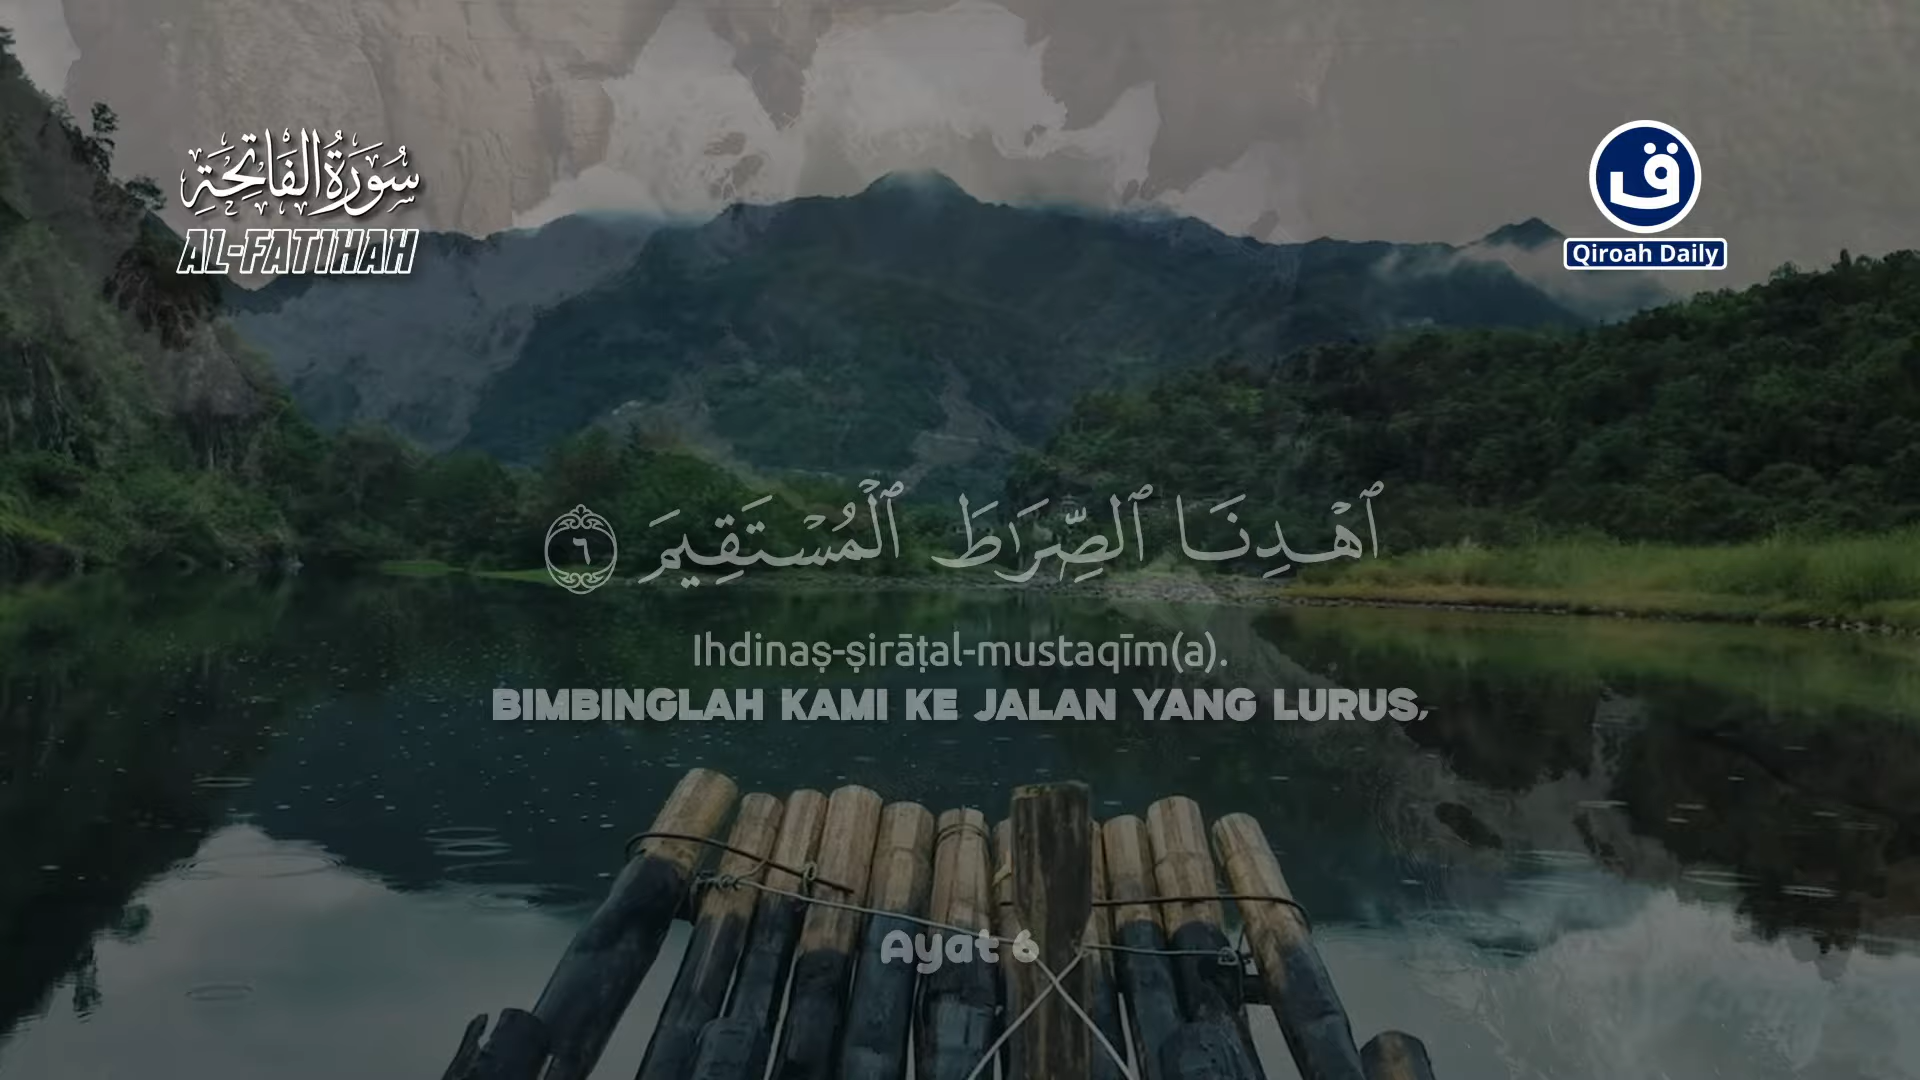 سُورَةُ الفَاتِحَةِ
AL-FATIHAH
ق
Qiroah Daily
ٱهْدِنَا ٱلصِّرَٰطَ ٱلْمُسْتَقِيمَ ٦
Ihdinaṣ-ṣirāṭal-mustaqīm(a).
BIMBINGLAH KAMI KE JALAN YANG LURUS,
Ayat 6